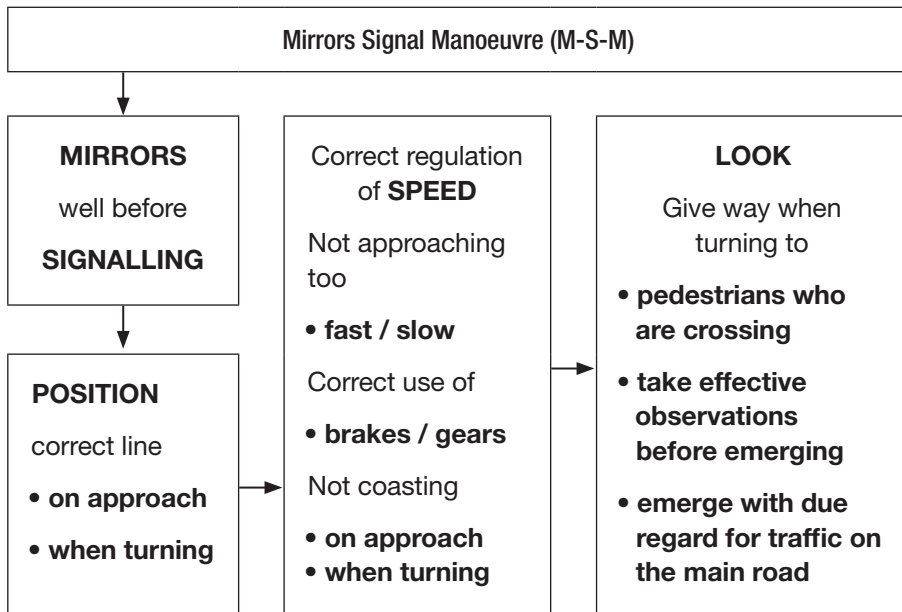 Mirrors Signal Manoeuvre (M-S-M)
MIRRORS
well before
SIGNALLING
POSITION
correct line
• on approach
• when turning
Correct regulation
of SPEED
Not approaching
too
• fast / slow
Correct use of
• brakes / gears
Not coasting
• on approach
• when turning
LOOK
Give way when
turning to
• pedestrians who
are crossing
• take effective
observations
before emerging
• emerge with due
regard for traffic on
the main road